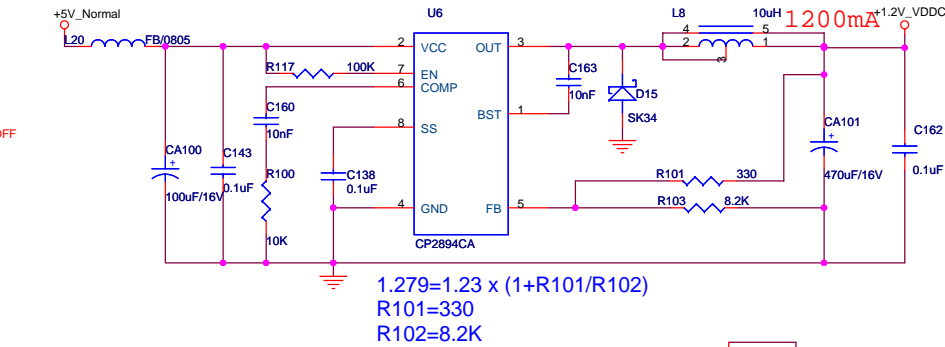 +5V_Normal
U6
L8
10uH
1200mA
+1.2V_VDDC
L20
FB/0805
2
VCC
OUT
3
4
5
2
1
3
R117
100K
7
EN
6
COMP
C163
10nF
D15
SK34
C160
10nF
BST
1
8
SS
CA101
470uF/16V
C162
0.1uF
OFF
CA100
+
100uF/16V
C143
0.1uF
R100
10K
C138
0.1uF
R101
330
R103
8.2K
4
GND
FB
5
+
CP2894CA
1.279=1.23 x (1+R101/R102)
R101=330
R102=8.2K